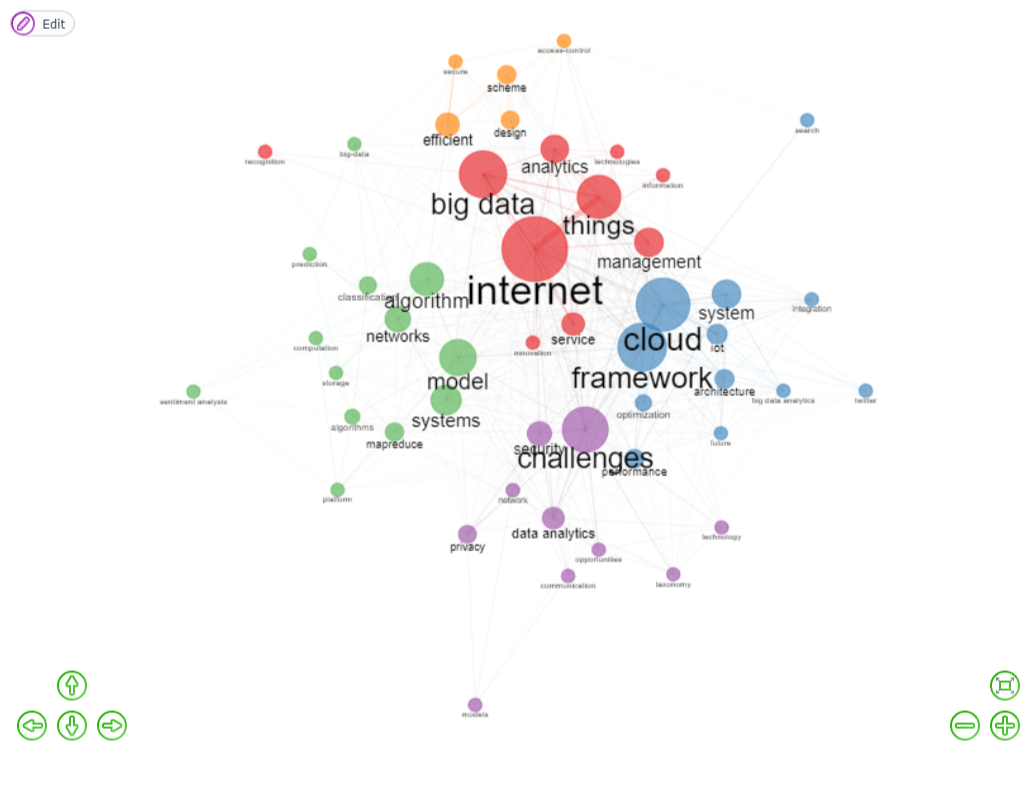 Edit
access-control
secure
scheme
search
design
efficient
big-data
recognition
technologies
analytics
information
big data
things
management
prediction
classification
algorithm
internet
integration
system
networks
service
cloud
iot
computation
innovation
framework
storage
model
architecture
sentiment analysis
big data analytics
twitter
optimization
systems
algorithms
mapreduce
future
security
challenges
performance
platform
network
data analytics
technology
privacy
opportunities
communication
taxonomy
models